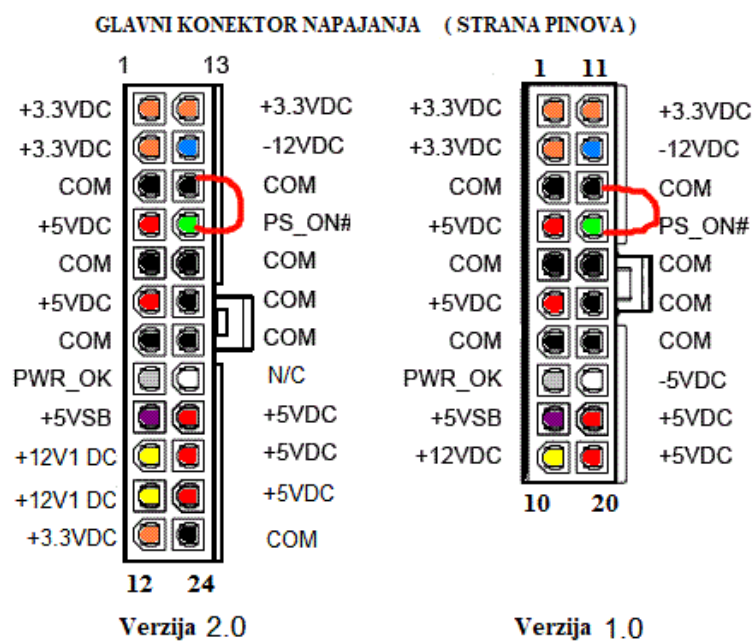 GLAVNI KONEKTOR NAPAJANJA ( STRANA PINOVA )
1 13
+3.3VDC +3.3VDC
+3.3VDC -12VDC
COM COM
+5VDC PS_ON#
COM COM
+5VDC COM
COM COM
PWR_OK N/C
+5VSB +5VDC
+12V1 DC +5VDC
+12V1 DC +5VDC
+3.3VDC COM
12 24
Verzija 2.0
1 11
+3.3VDC +3.3VDC
+3.3VDC -12VDC
COM COM
+5VDC PS_ON#
COM COM
+5VDC COM
COM COM
PWR_OK -5VDC
+5VSB +5VDC
+12VDC +5VDC
10 20
Verzija 1.0